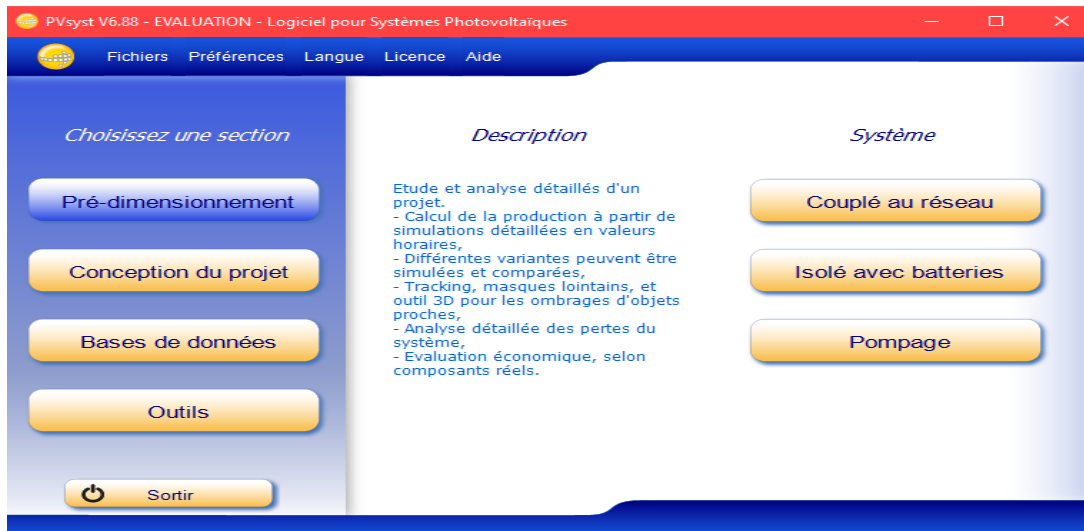 PVsyst V6.88 - EVALUATION - Logiciel pour Systèmes Photovoltaïques
Fichiers Préférences Langue Licence Aide
Choisissez une section
Pré-dimensionnement
Conception du projet
Bases de données
Outils
Sortir
Description
Etude et analyse détaillés d'un
projet.
- Calcul de la production à partir de
simulations détaillées en valeurs
horaires,
- Différentes variantes peuvent être
simulées et comparées,
- Tracking, masques lointains, et
outil 3D pour les ombrages d'objets
proches,
- Analyse détaillée des pertes du
système,
- Evaluation économique, selon
composants réels.
Système
Couplé au réseau
Isolé avec batteries
Pompage